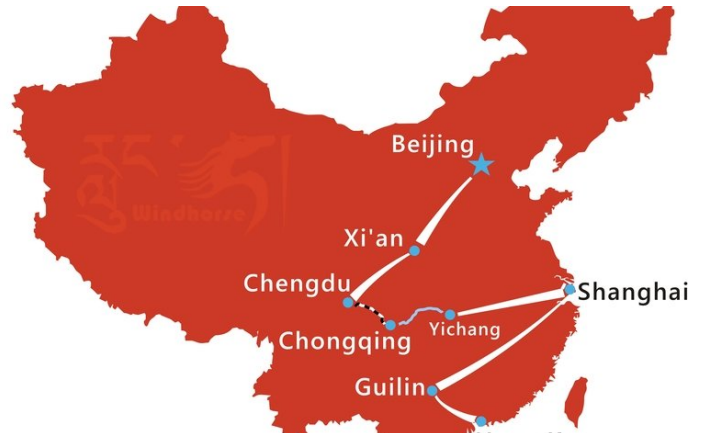 Beijing
Xi'an
Chengdu
Shanghai
Yichang
Chongqing
Guilin
Windhorse